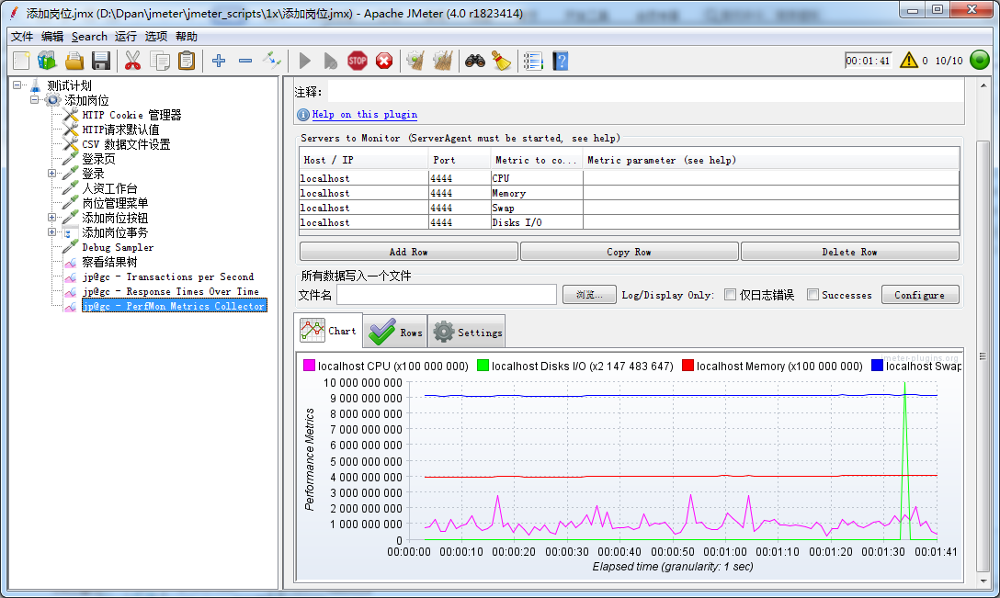 添加岗位.jmx (D:\Dpan\jmeter\jmeter_scripts\1x\添加岗位.jmx) - Apache JMeter (4.0 r1823414)
文件 编辑 Search 运行 选项 帮助
STOP 00:01:41 0 10/10
测试计划
添加岗位
HTTP Cookie 管理器
HTTP请求默认值
CSV 数据文件设置
登录页
登录
人资工作台
岗位管理菜单
添加岗位按钮
添加岗位事务
Debug Sampler
察看结果树
jp@gc - Transactions per Second
jp@gc - Response Times Over Time
jp@gc - PerfMon Metrics Collector
注释：
Help on this plugin
Servers to Monitor (ServerAgent must be started, see help)
Host / IP Port Metric to co... Metric parameter (see help)
localhost 4444 CPU
localhost 4444 Memory
localhost 4444 Swap
localhost 4444 Disks I/O
Add Row Copy Row Delete Row
所有数据写入一个文件
文件名 浏览... Log/Display Only: 仅日志错误 Successes Configure
Chart Rows Settings
jmeter-plugins.org
localhost CPU (x100 000 000) localhost Disks I/O (x2 147 483 647) localhost Memory (x100 000 000) localhost Swap
10 000 000 000
9 000 000 000
8 000 000 000
7 000 000 000
6 000 000 000
5 000 000 000
4 000 000 000
3 000 000 000
2 000 000 000
1 000 000 000
0
Performance Metrics
00:00:00 00:00:10 00:00:20 00:00:30 00:00:40 00:00:50 00:01:00 00:01:10 00:01:20 00:01:30 00:01:41
Elapsed time (granularity: 1 sec)